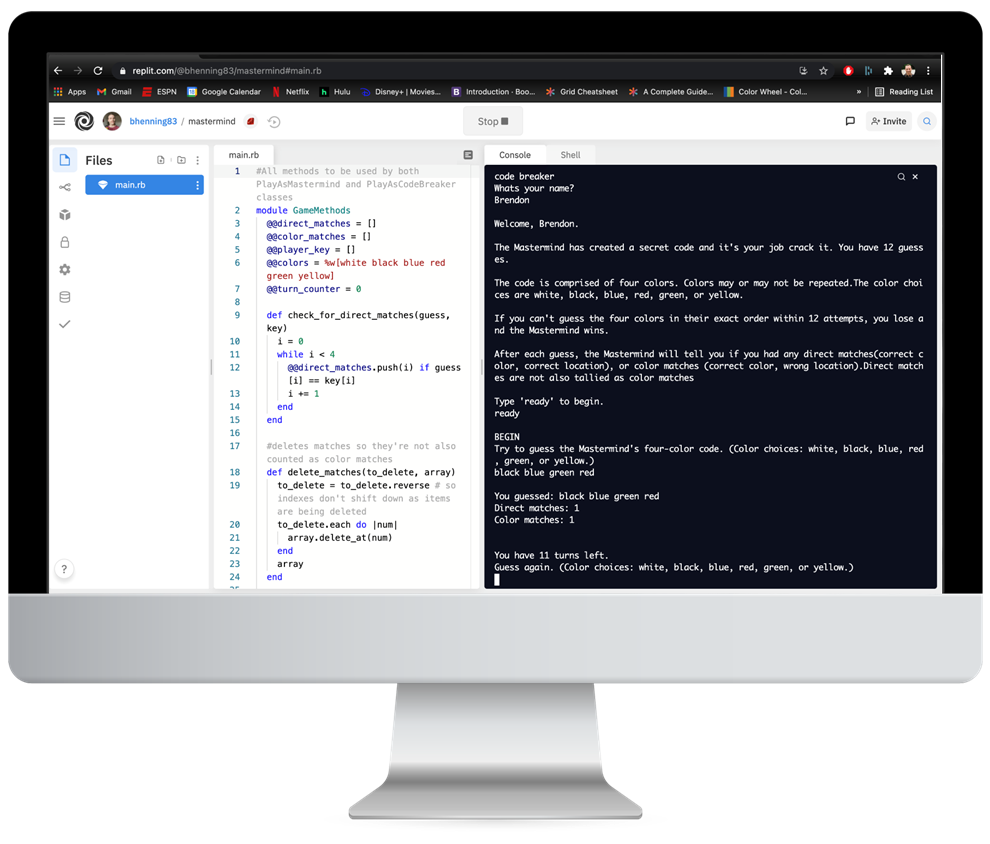 replit.com/@bhenning83/mastermind#main.rb
Apps Gmail ESPN Google Calendar Netflix Hulu Disney+ | Movies... Introduction · Boo... Grid Cheatsheet A Complete Guide... Color Wheel - Col... » Reading List
bhenning83 / mastermind Stop Invite
Files
main.rb
?
main.rb
1 #All methods to be used by both
PlayAsMastermind and PlayAsCodeBreaker
classes
2 module GameMethods
3 @@direct_matches = []
4 @@color_matches = []
5 @@player_key = []
6 @@colors = %w[white black blue red
green yellow]
7 @@turn_counter = 0
8
9 def check_for_direct_matches(guess,
key)
10 i = 0
11 while i < 4
12 @@direct_matches.push(i) if guess
[i] == key[i]
13 i += 1
14 end
15 end
16
17 #deletes matches so they're not also
counted as color matches
18 def delete_matches(to_delete, array)
19 to_delete = to_delete.reverse # so
indexes don't shift down as items
are being deleted
20 to_delete.each do |num|
21 array.delete_at(num)
22 end
23 array
24 end
Console Shell
code breaker
Whats your name?
Brendon
Welcome, Brendon.
The Mastermind has created a secret code and it's your job crack it. You have 12 guess
es.
The code is comprised of four colors. Colors may or may not be repeated.The color choi
ces are white, black, blue, red, green, or yellow.
If you can't guess the four colors in their exact order within 12 attempts, you lose a
nd the Mastermind wins.
After each guess, the Mastermind will tell you if you had any direct matches(correct c
olor, correct location), or color matches (correct color, wrong location).Direct match
es are not also tallied as color matches
Type 'ready' to begin.
ready
BEGIN
Try to guess the Mastermind's four-color code. (Color choices: white, black, blue, red
, green, or yellow.)
black blue green red
You guessed: black blue green red
Direct matches: 1
Color matches: 1
You have 11 turns left.
Guess again. (Color choices: white, black, blue, red, green, or yellow.)